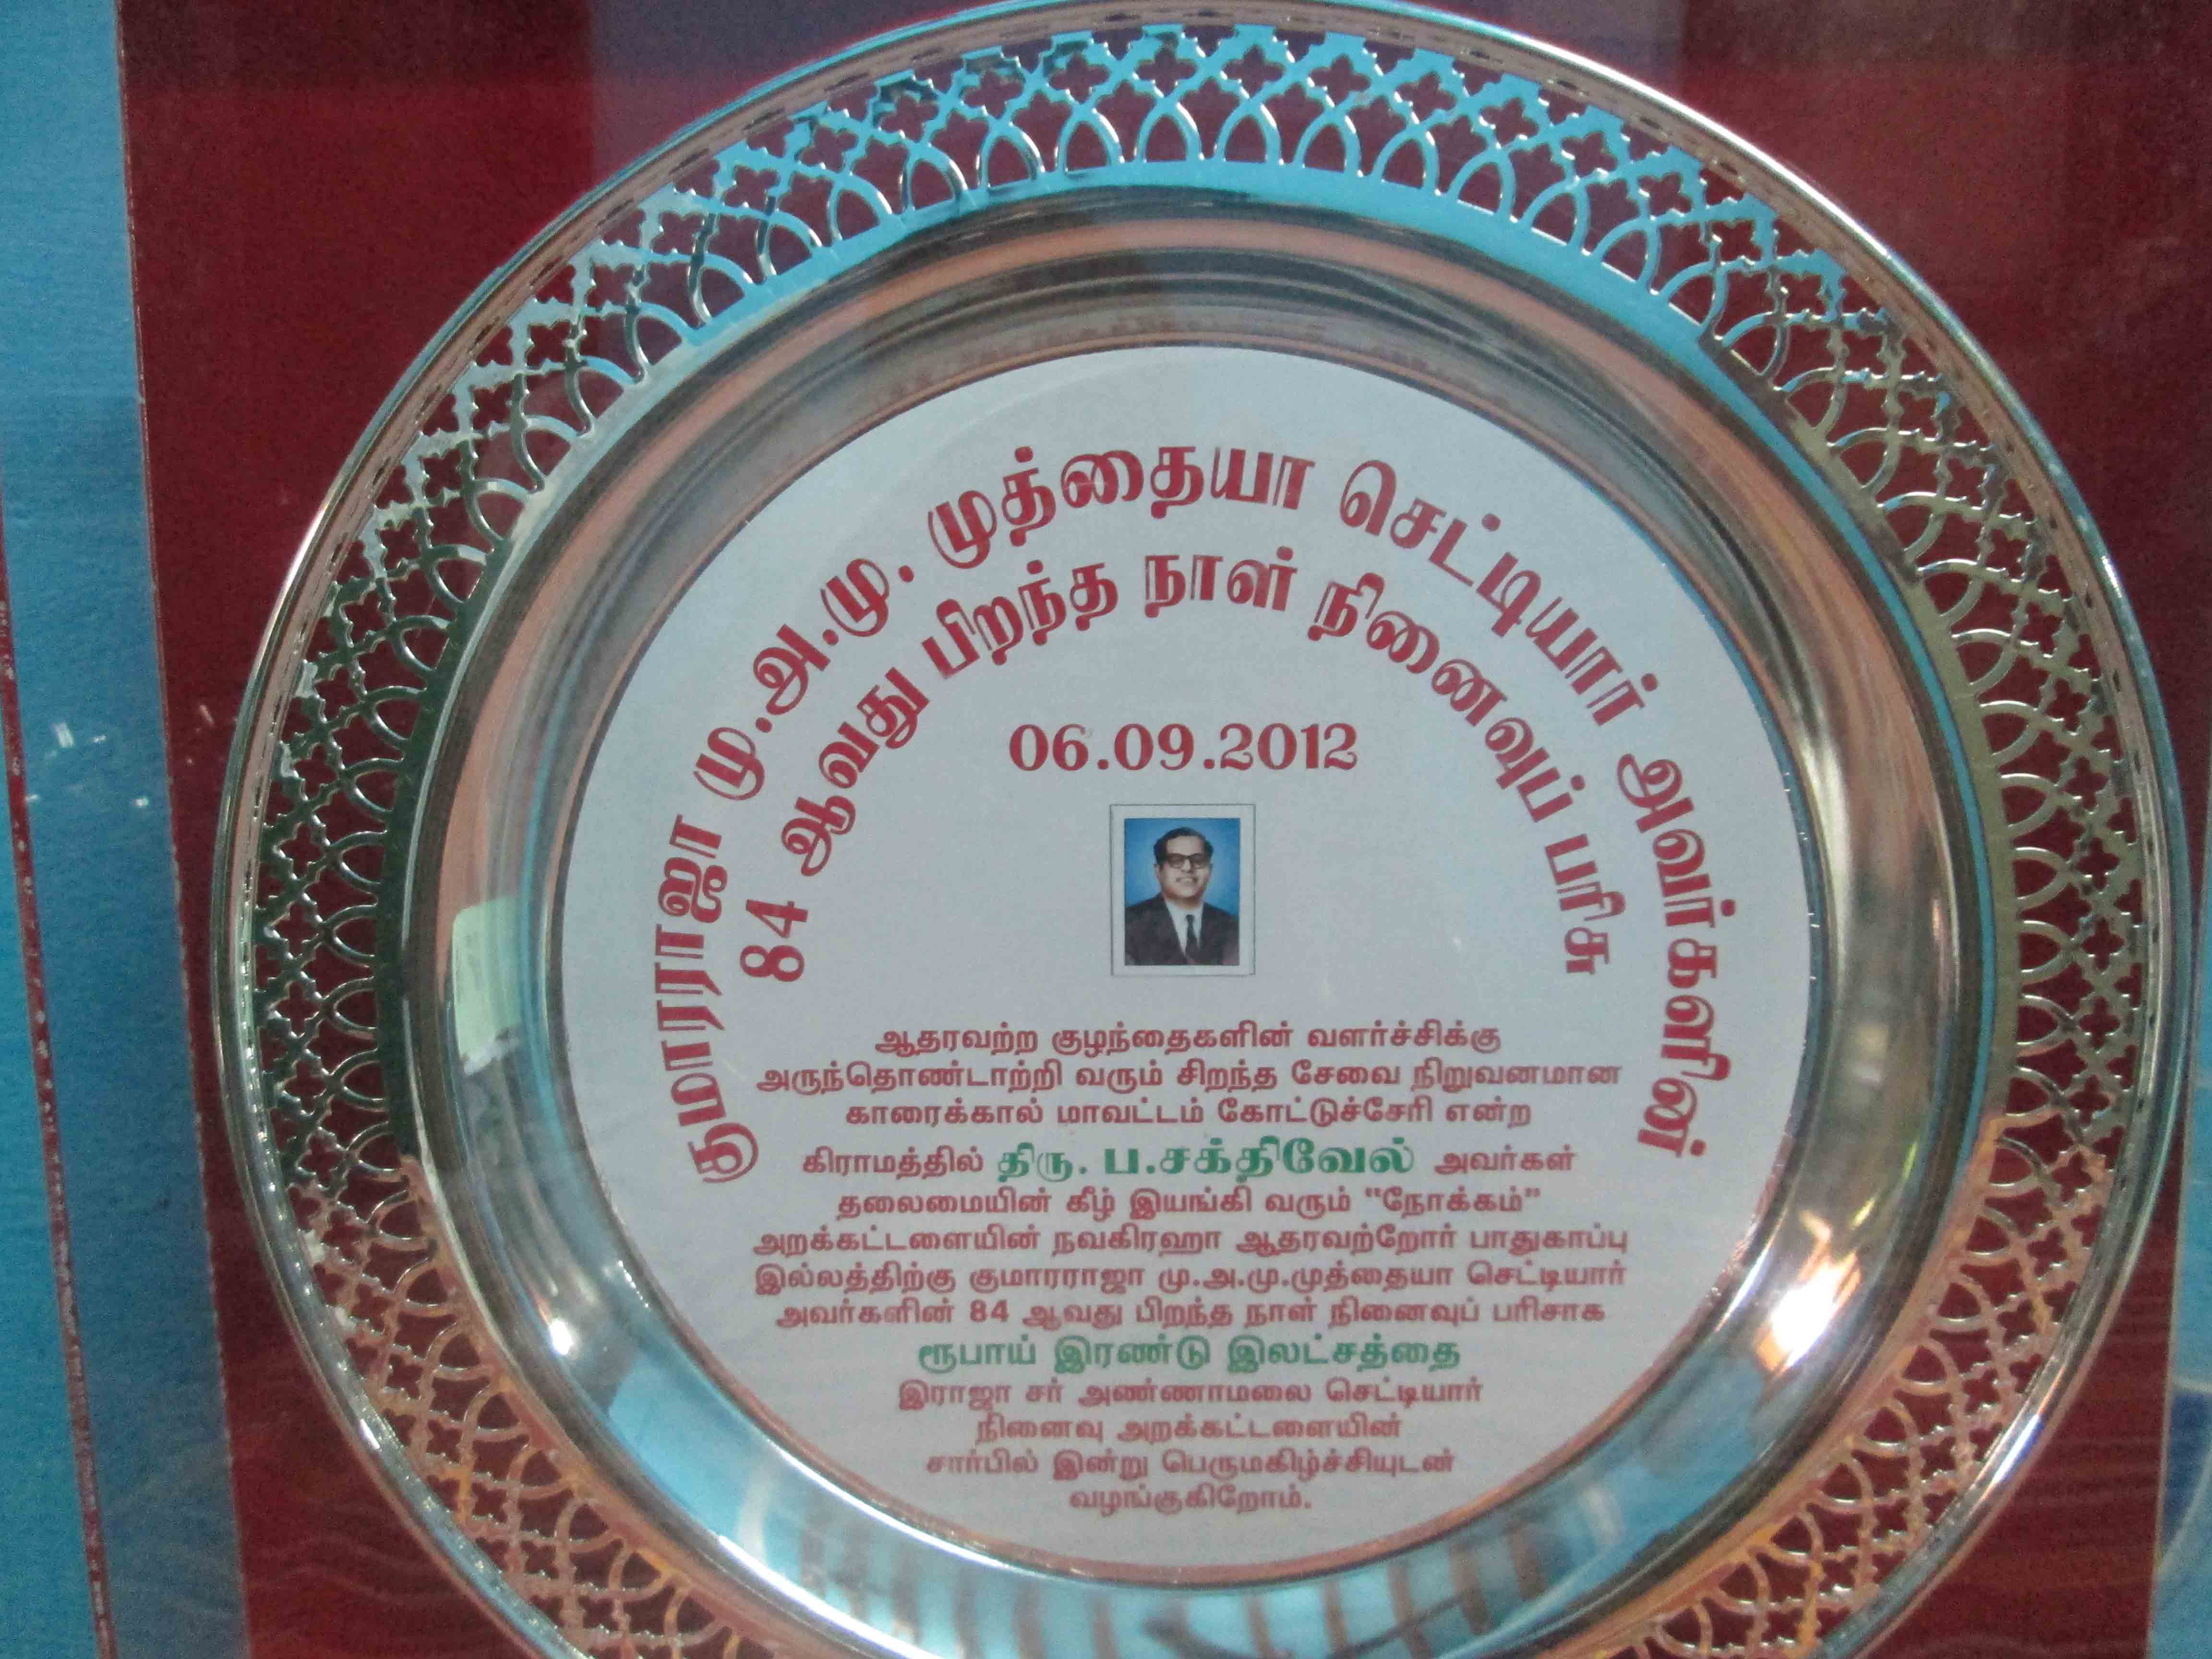 குமாரராஜா மு.அ.மு. முத்தையா செட்டியார் அவர்களின்
84 ஆவது பிறந்த நாள் நினைவுப் பரிசு
06.09.2012
ஆதரவற்ற குழந்தைகளின் வளர்ச்சிக்கு
அருந்தொண்டாற்றி வரும் சிறந்த சேவை நிறுவனமான
காரைக்கால் மாவட்டம் கோட்டுச்சேரி என்ற
கிராமத்தில் திரு. ப.சக்திவேல் அவர்கள்
தலைமையின் கீழ் இயங்கி வரும் "நோக்கம்"
அறக்கட்டளையின் நவகிரஹா ஆதரவற்றோர் பாதுகாப்பு
இல்லத்திற்கு குமாரராஜா மு.அ.மு.முத்தையா செட்டியார்
அவர்களின் 84 ஆவது பிறந்த நாள் நினைவுப் பரிசாக
ரூபாய் இரண்டு இலட்சத்தை
இராஜா சர் அண்ணாமலை செட்டியார்
நினைவு அறக்கட்டளையின்
சார்பில் இன்று பெருமகிழ்ச்சியுடன்
வழங்குகிறோம்.